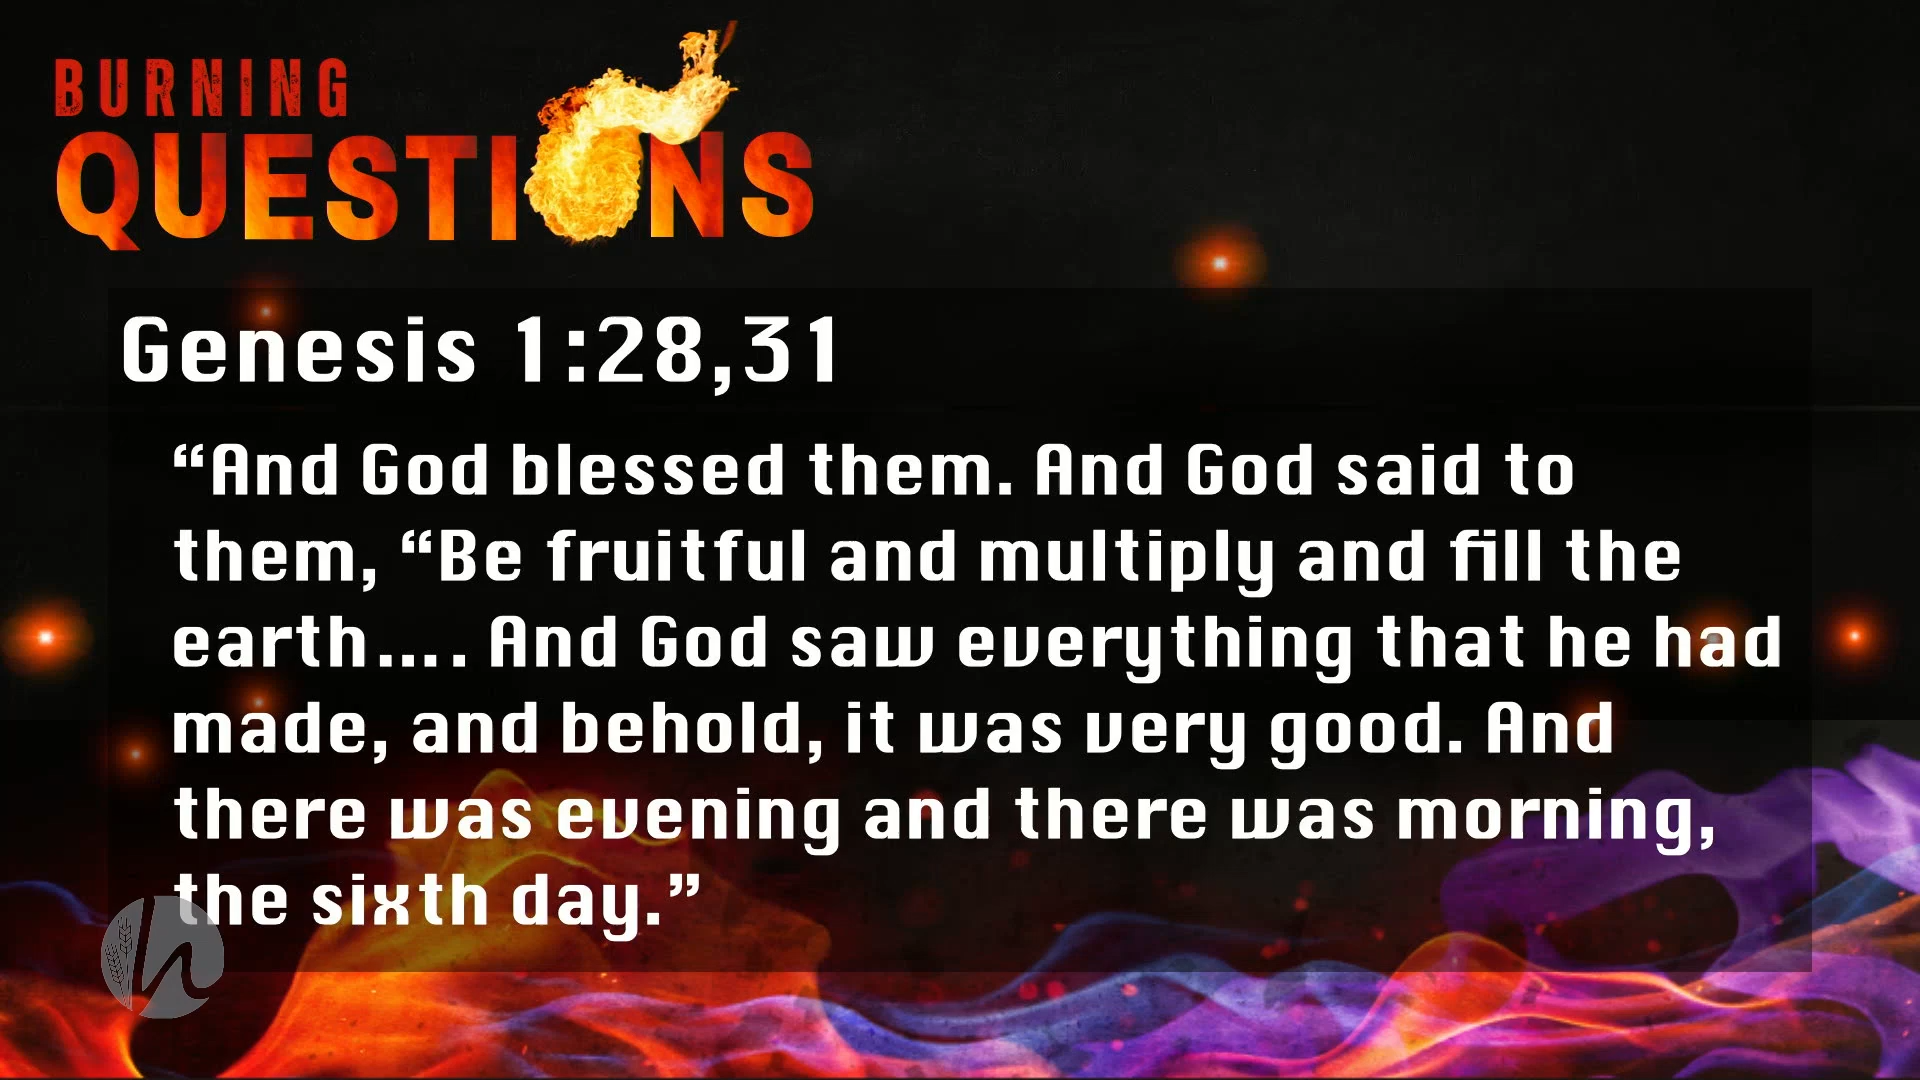 BURNING
QUESTIONS
Genesis 1:28,31
“And God blessed them. And God said to
them, “Be fruitful and multiply and fill the
earth.... And God saw everything that he had
made, and behold, it was very good. And
there was evening and there was morning,
the sixth day.”
h